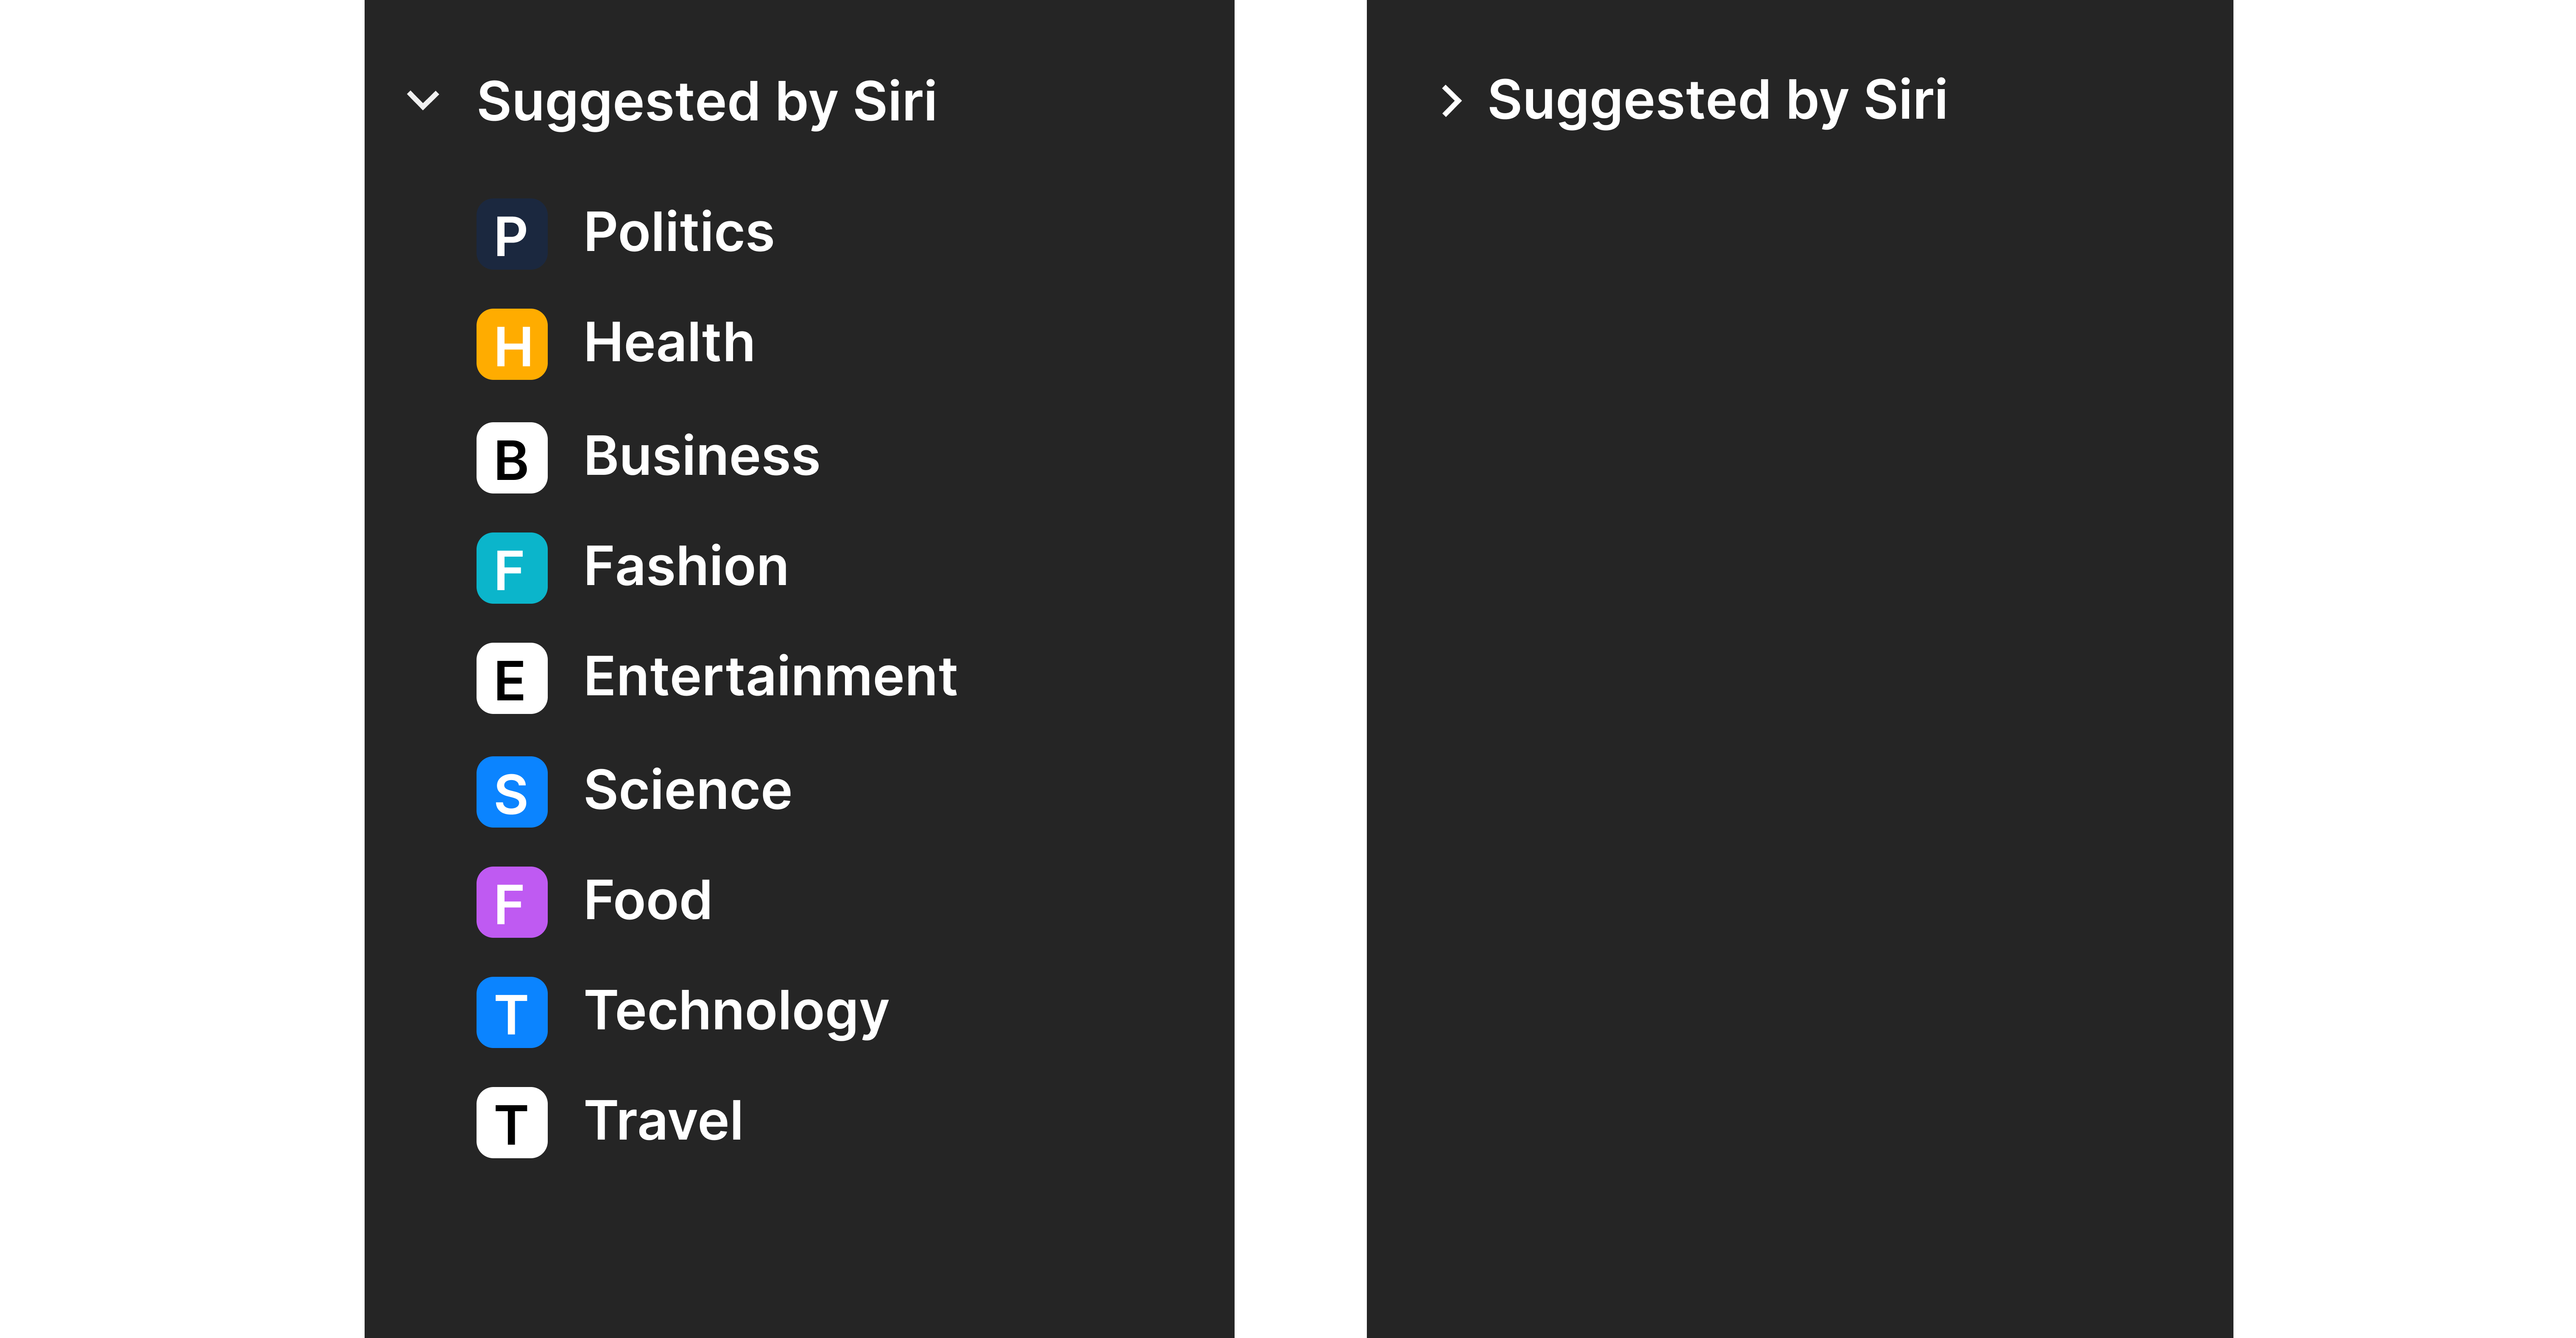 Suggested by Siri
P Politics
H Health
B Business
F Fashion
E Entertainment
S Science
F Food
T Technology
T Travel
Suggested by Siri